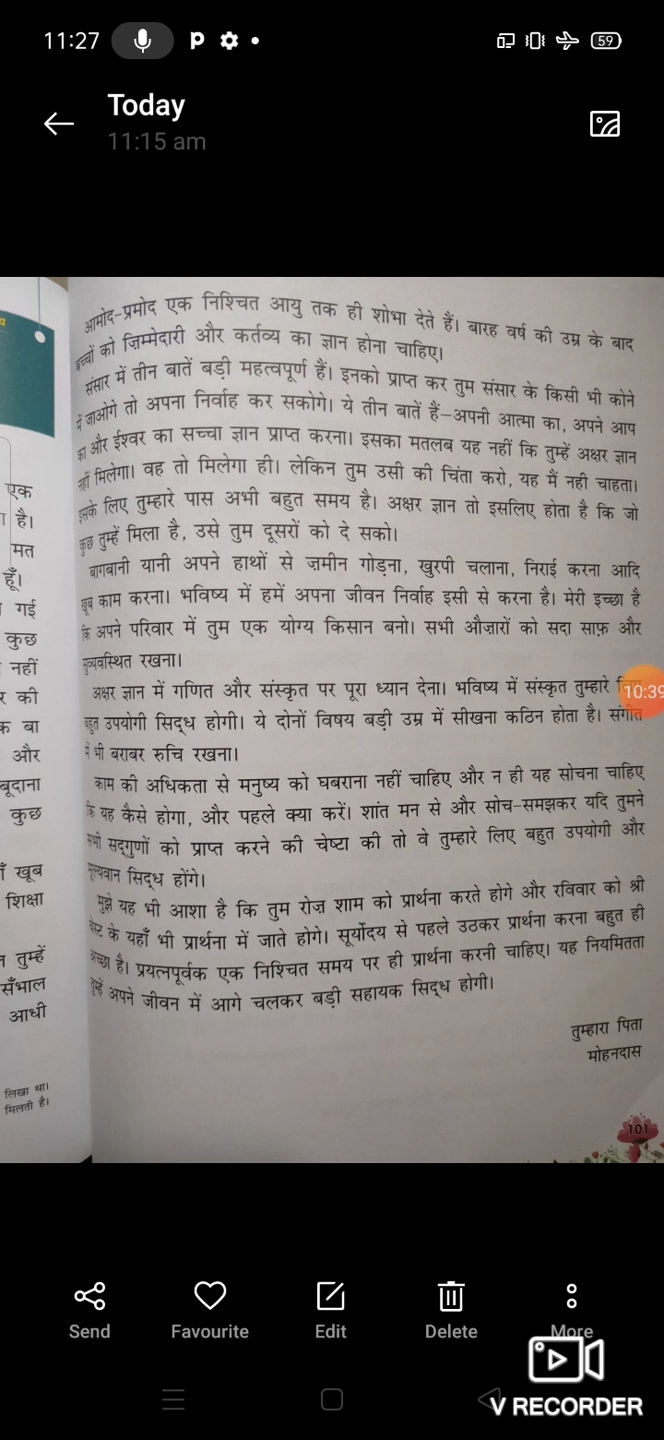 11:27
59
Today
11:15 am
आमोद-प्रमोद एक निश्चित आयु तक ही शोभा देते हैं। बारह वर्ष की उम्र के बाद
बच्चों को ज़िम्मेदारी और कर्तव्य का ज्ञान होना चाहिए।
संसार में तीन बातें बड़ी महत्वपूर्ण हैं। इनको प्राप्त कर तुम संसार के किसी भी कोने
में जाओगे तो अपना निर्वाह कर सकोगे। ये तीन बातें हैं–अपनी आत्मा का, अपने आप
का और ईश्वर का सच्चा ज्ञान प्राप्त करना। इसका मतलब यह नहीं कि तुम्हें अक्षर ज्ञान
नहीं मिलेगा। वह तो मिलेगा ही। लेकिन तुम उसी की चिंता करो, यह मैं नही चाहता।
इसके लिए तुम्हारे पास अभी बहुत समय है। अक्षर ज्ञान तो इसलिए होता है कि जो
कुछ तुम्हें मिला है, उसे तुम दूसरों को दे सको।
बागबानी यानी अपने हाथों से ज़मीन गोड़ना, खुरपी चलाना, निराई करना आदि
खूब काम करना। भविष्य में हमें अपना जीवन निर्वाह इसी से करना है। मेरी इच्छा है
कि अपने परिवार में तुम एक योग्य किसान बनो। सभी औज़ारों को सदा साफ़ और
सुव्यवस्थित रखना।
अक्षर ज्ञान में गणित और संस्कृत पर पूरा ध्यान देना। भविष्य में संस्कृत तुम्हारे
10:39
बहुत उपयोगी सिद्ध होगी। ये दोनों विषय बड़ी उम्र में सीखना कठिन होता है। संगीत
में भी बराबर रुचि रखना।
काम की अधिकता से मनुष्य को घबराना नहीं चाहिए और न ही यह सोचना चाहिए
कि यह कैसे होगा, और पहले क्या करें। शांत मन से और सोच-समझकर यदि तुमने
सभी सद्गुणों को प्राप्त करने की चेष्टा की तो वे तुम्हारे लिए बहुत उपयोगी और
मूल्यवान सिद्ध होंगे।
मुझे यह भी आशा है कि तुम रोज़ शाम को प्रार्थना करते होगे और रविवार को श्री
वेस्ट के यहाँ भी प्रार्थना में जाते होगे। सूर्योदय से पहले उठकर प्रार्थना करना बहुत ही
अच्छा है। प्रयत्नपूर्वक एक निश्चित समय पर ही प्रार्थना करनी चाहिए। यह नियमितता
तुम्हें अपने जीवन में आगे चलकर बड़ी सहायक सिद्ध होगी।
तुम्हारा पिता
मोहनदास
101
एक
है।
मत
हूँ।
गई
कुछ
नहीं
र की
क बा
और
बूदाना
कुछ
खूब
शिक्षा
तुम्हें
सँभाल
आधी
लिखा था।
मिलती है।
Send
Favourite
Edit
Delete
More
V RECORDER